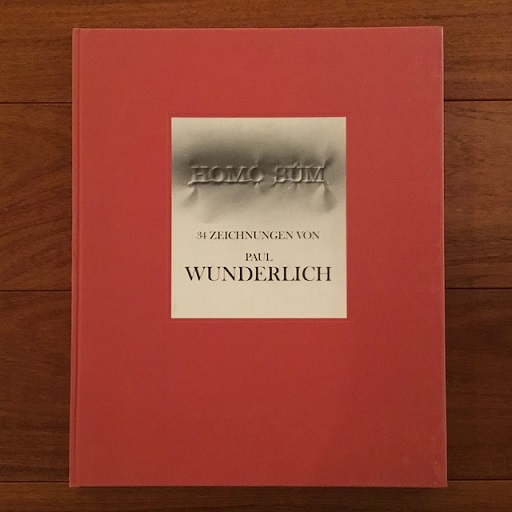 HOMO SUM
34 ZEICHNUNGEN VON
PAUL
WUNDERLICH